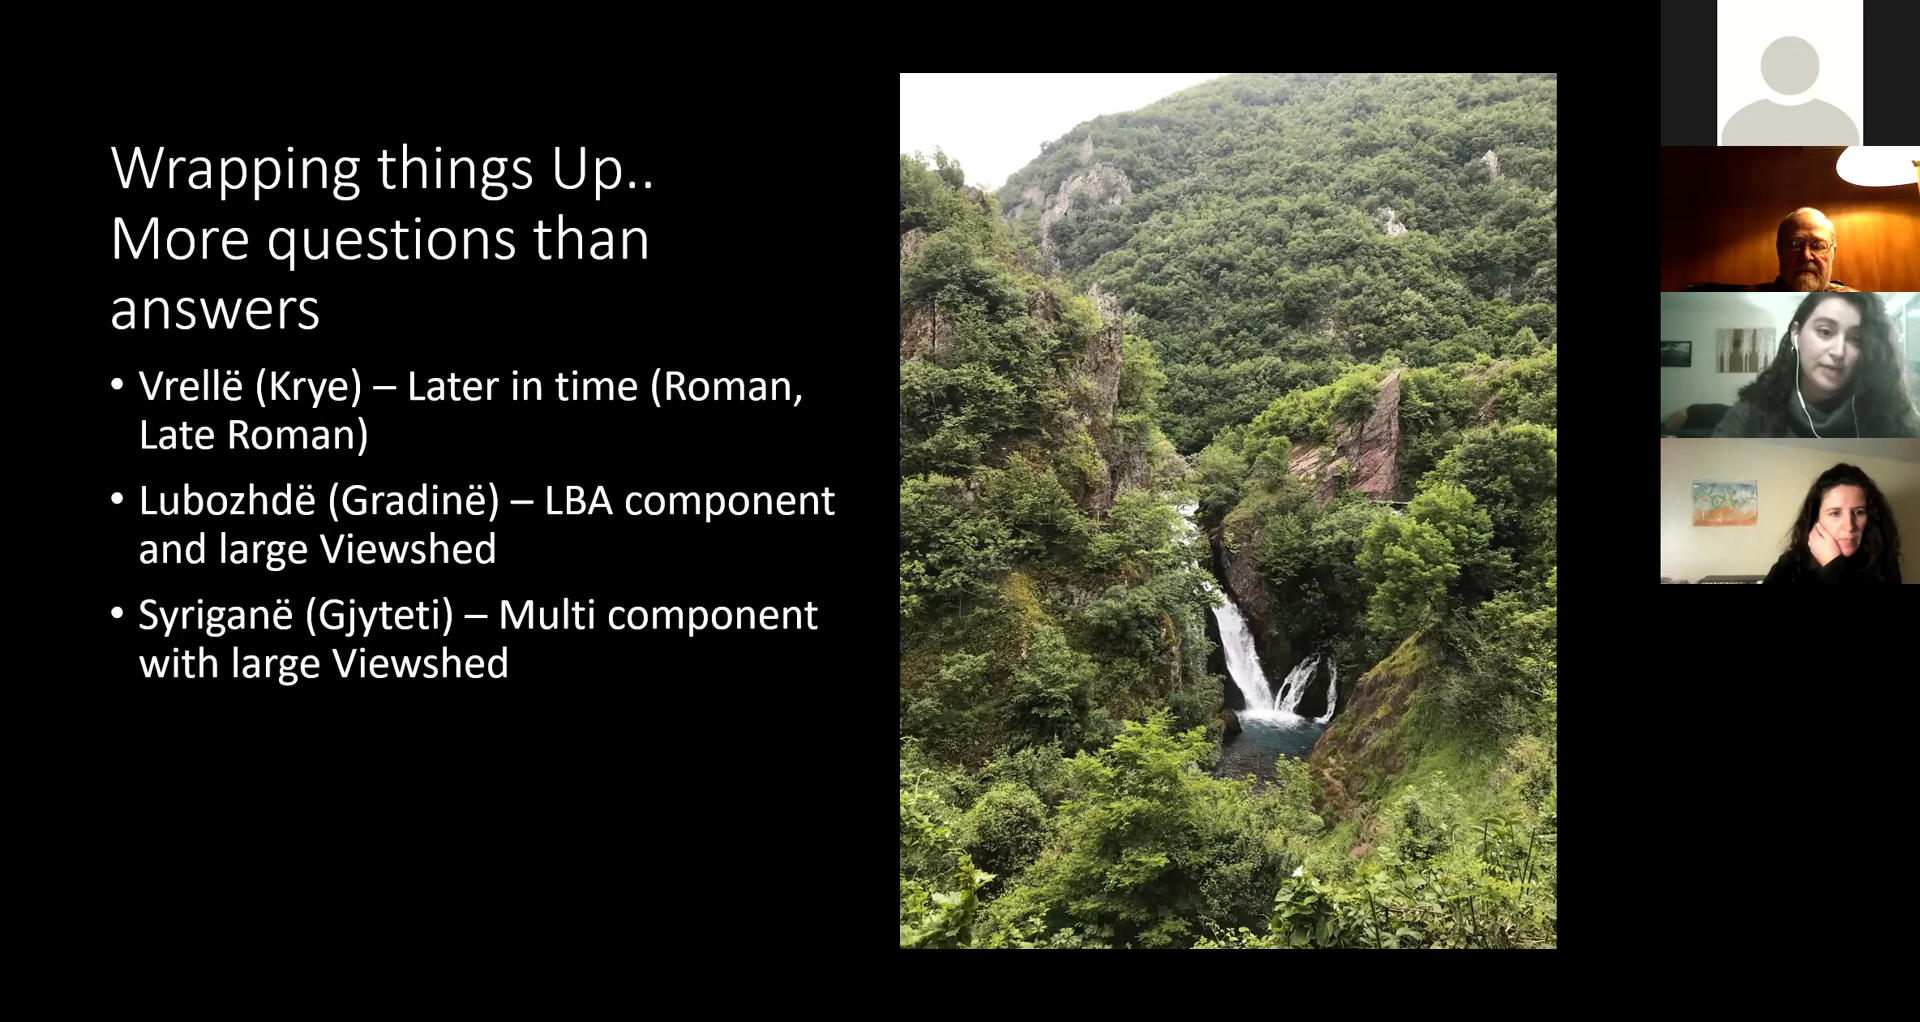 Wrapping things Up..
More questions than
answers
• Vrellë (Krye) – Later in time (Roman,
Late Roman)
• Lubozhdë (Gradinë) – LBA component
and large Viewshed
• Syriganë (Gjyteti) – Multi component
with large Viewshed